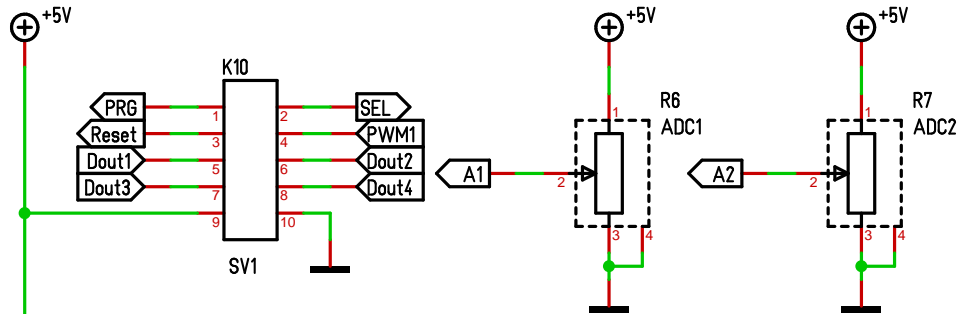 +5V
+5V
+5V
K10
PRG 1 2 SEL
Reset 3 4 PWM1
Dout1 5 6 Dout2
Dout3 7 8 Dout4
9 10
SV1
R6
ADC1
1
A1 2
3 4
R7
ADC2
1
A2 2
3 4